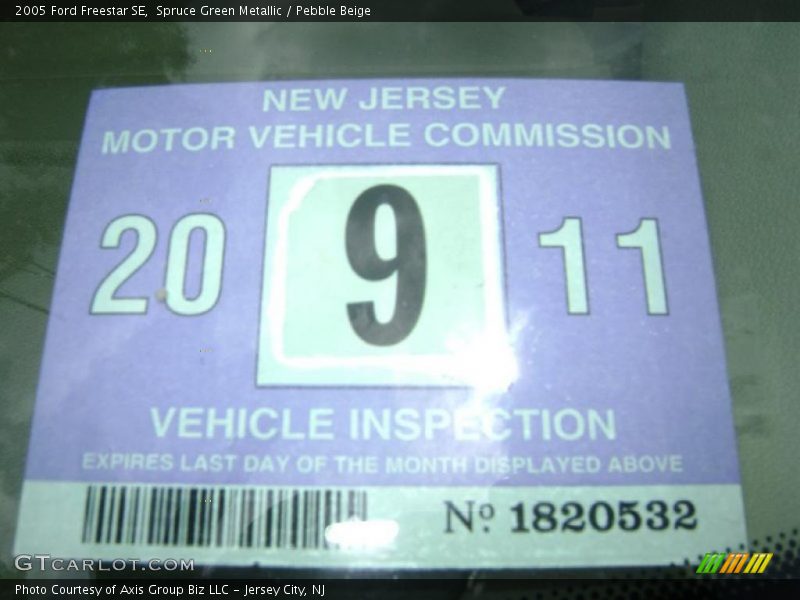 2005 Ford Freestar SE,  Spruce Green Metallic / Pebble Beige
NEW JERSEY
MOTOR VEHICLE COMMISSION
20 9 11
VEHICLE INSPECTION
EXPIRES LAST DAY OF THE MONTH DISPLAYED ABOVE
Nº 1820532
GTCARLOT.COM
Photo Courtesy of Axis Group Biz LLC - Jersey City, NJ